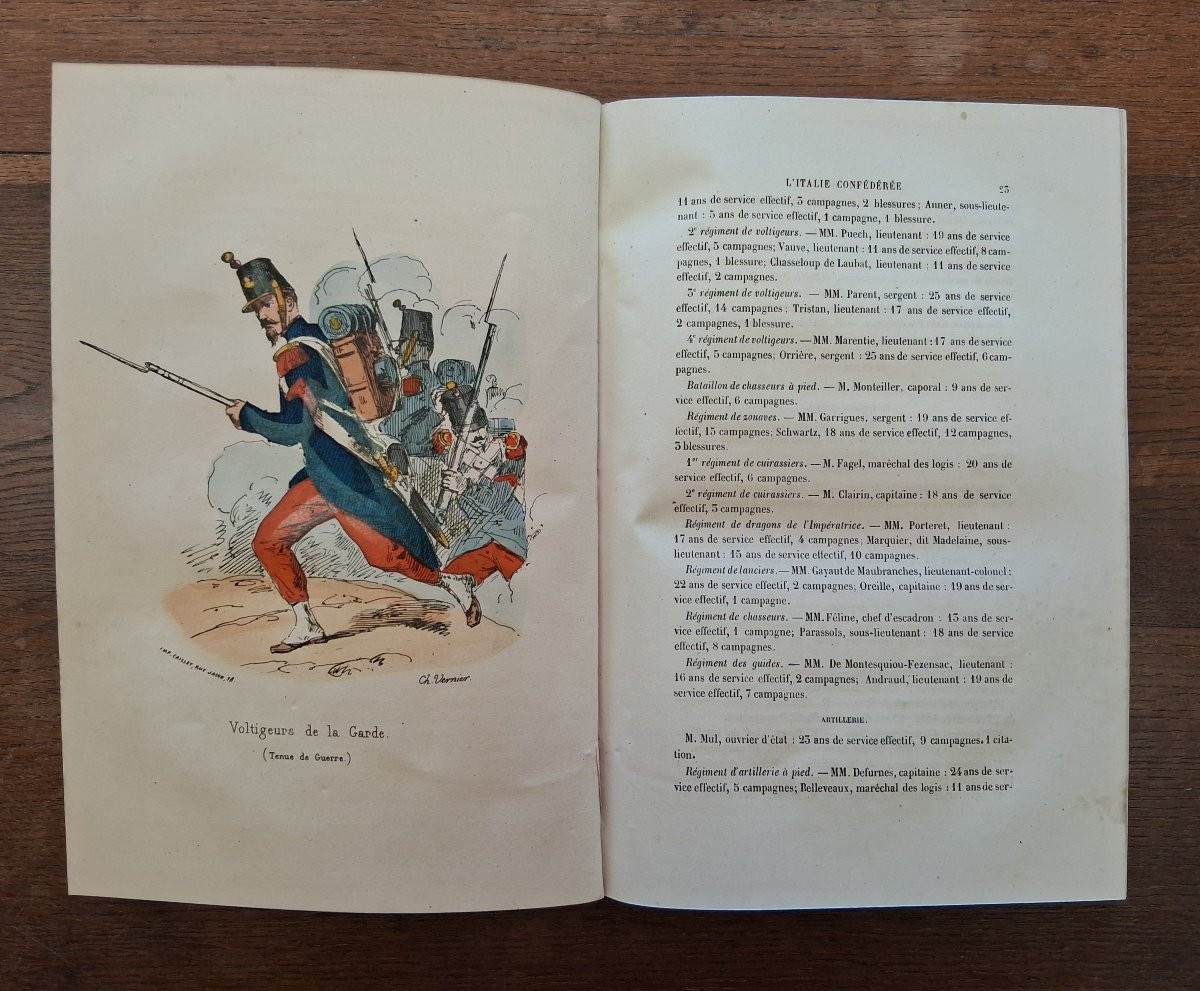 IMP. CAILLET, RUE JACOB, 18.
Ch. Vernier.
Voltigeurs de la Garde.
(Tenue de Guerre.)
L'ITALIE CONFÉDÉRÉE 23
11 ans de service effectif, 3 campagnes, 2 blessures; Anner, sous-lieute-
nant : 5 ans de service effectif, 1 campagne, 1 blessure.
2e régiment de voltigeurs. — MM. Puech, lieutenant : 19 ans de service
effectif, 5 campagnes; Vauve, lieutenant : 11 ans de service effectif, 8 cam-
pagnes, 1 blessure; Chasseloup de Laubat, lieutenant : 11 ans de service
effectif, 2 campagnes.
3e régiment de voltigeurs. — MM. Parent, sergent : 25 ans de service
effectif, 14 campagnes; Tristan, lieutenant : 17 ans de service effectif,
2 campagnes, 1 blessure.
4e régiment de voltigeurs. — MM. Marentie, lieutenant : 17 ans de service
effectif, 5 campagnes; Orrière, sergent : 25 ans de service effectif, 6 cam-
pagnes.
Bataillon de chasseurs à pied. — M. Monteiller, caporal : 9 ans de ser-
vice effectif, 6 campagnes.
Régiment de zouaves. — MM. Garrigues, sergent : 19 ans de service ef-
fectif, 15 campagnes; Schwartz, 18 ans de service effectif, 12 campagnes,
3 blessures.
1er régiment de cuirassiers. — M. Fagel, maréchal des logis : 20 ans de
service effectif, 6 campagnes.
2e régiment de cuirassiers. — M. Clairin, capitaine : 18 ans de service
effectif, 3 campagnes.
Régiment de dragons de l'Impératrice. — MM. Porteret, lieutenant :
17 ans de service effectif, 4 campagnes; Marquier, dit Madelaine, sous-
lieutenant : 15 ans de service effectif, 10 campagnes.
Régiment de lanciers. — MM. Gayaut de Maubranches, lieutenant-colonel :
22 ans de service effectif, 2 campagnes; Oreille, capitaine : 19 ans de ser-
vice effectif, 1 campagne.
Régiment de chasseurs. — MM. Féline, chef d'escadron : 13 ans de ser-
vice effectif, 1 campagne; Parassols, sous-lieutenant : 18 ans de service
effectif, 8 campagnes.
Régiment des guides. — MM. De Montesquiou-Fezensac, lieutenant :
16 ans de service effectif, 2 campagnes; Andraud, lieutenant : 19 ans de
service effectif, 7 campagnes.
ARTILLERIE.
M. Mul, ouvrier d'état : 23 ans de service effectif, 9 campagnes, 1 cita-
tion.
Régiment d'artillerie à pied. — MM. Defurnes, capitaine : 24 ans de ser-
vice effectif, 5 campagnes; Belleveaux, maréchal des logis : 11 ans de ser-